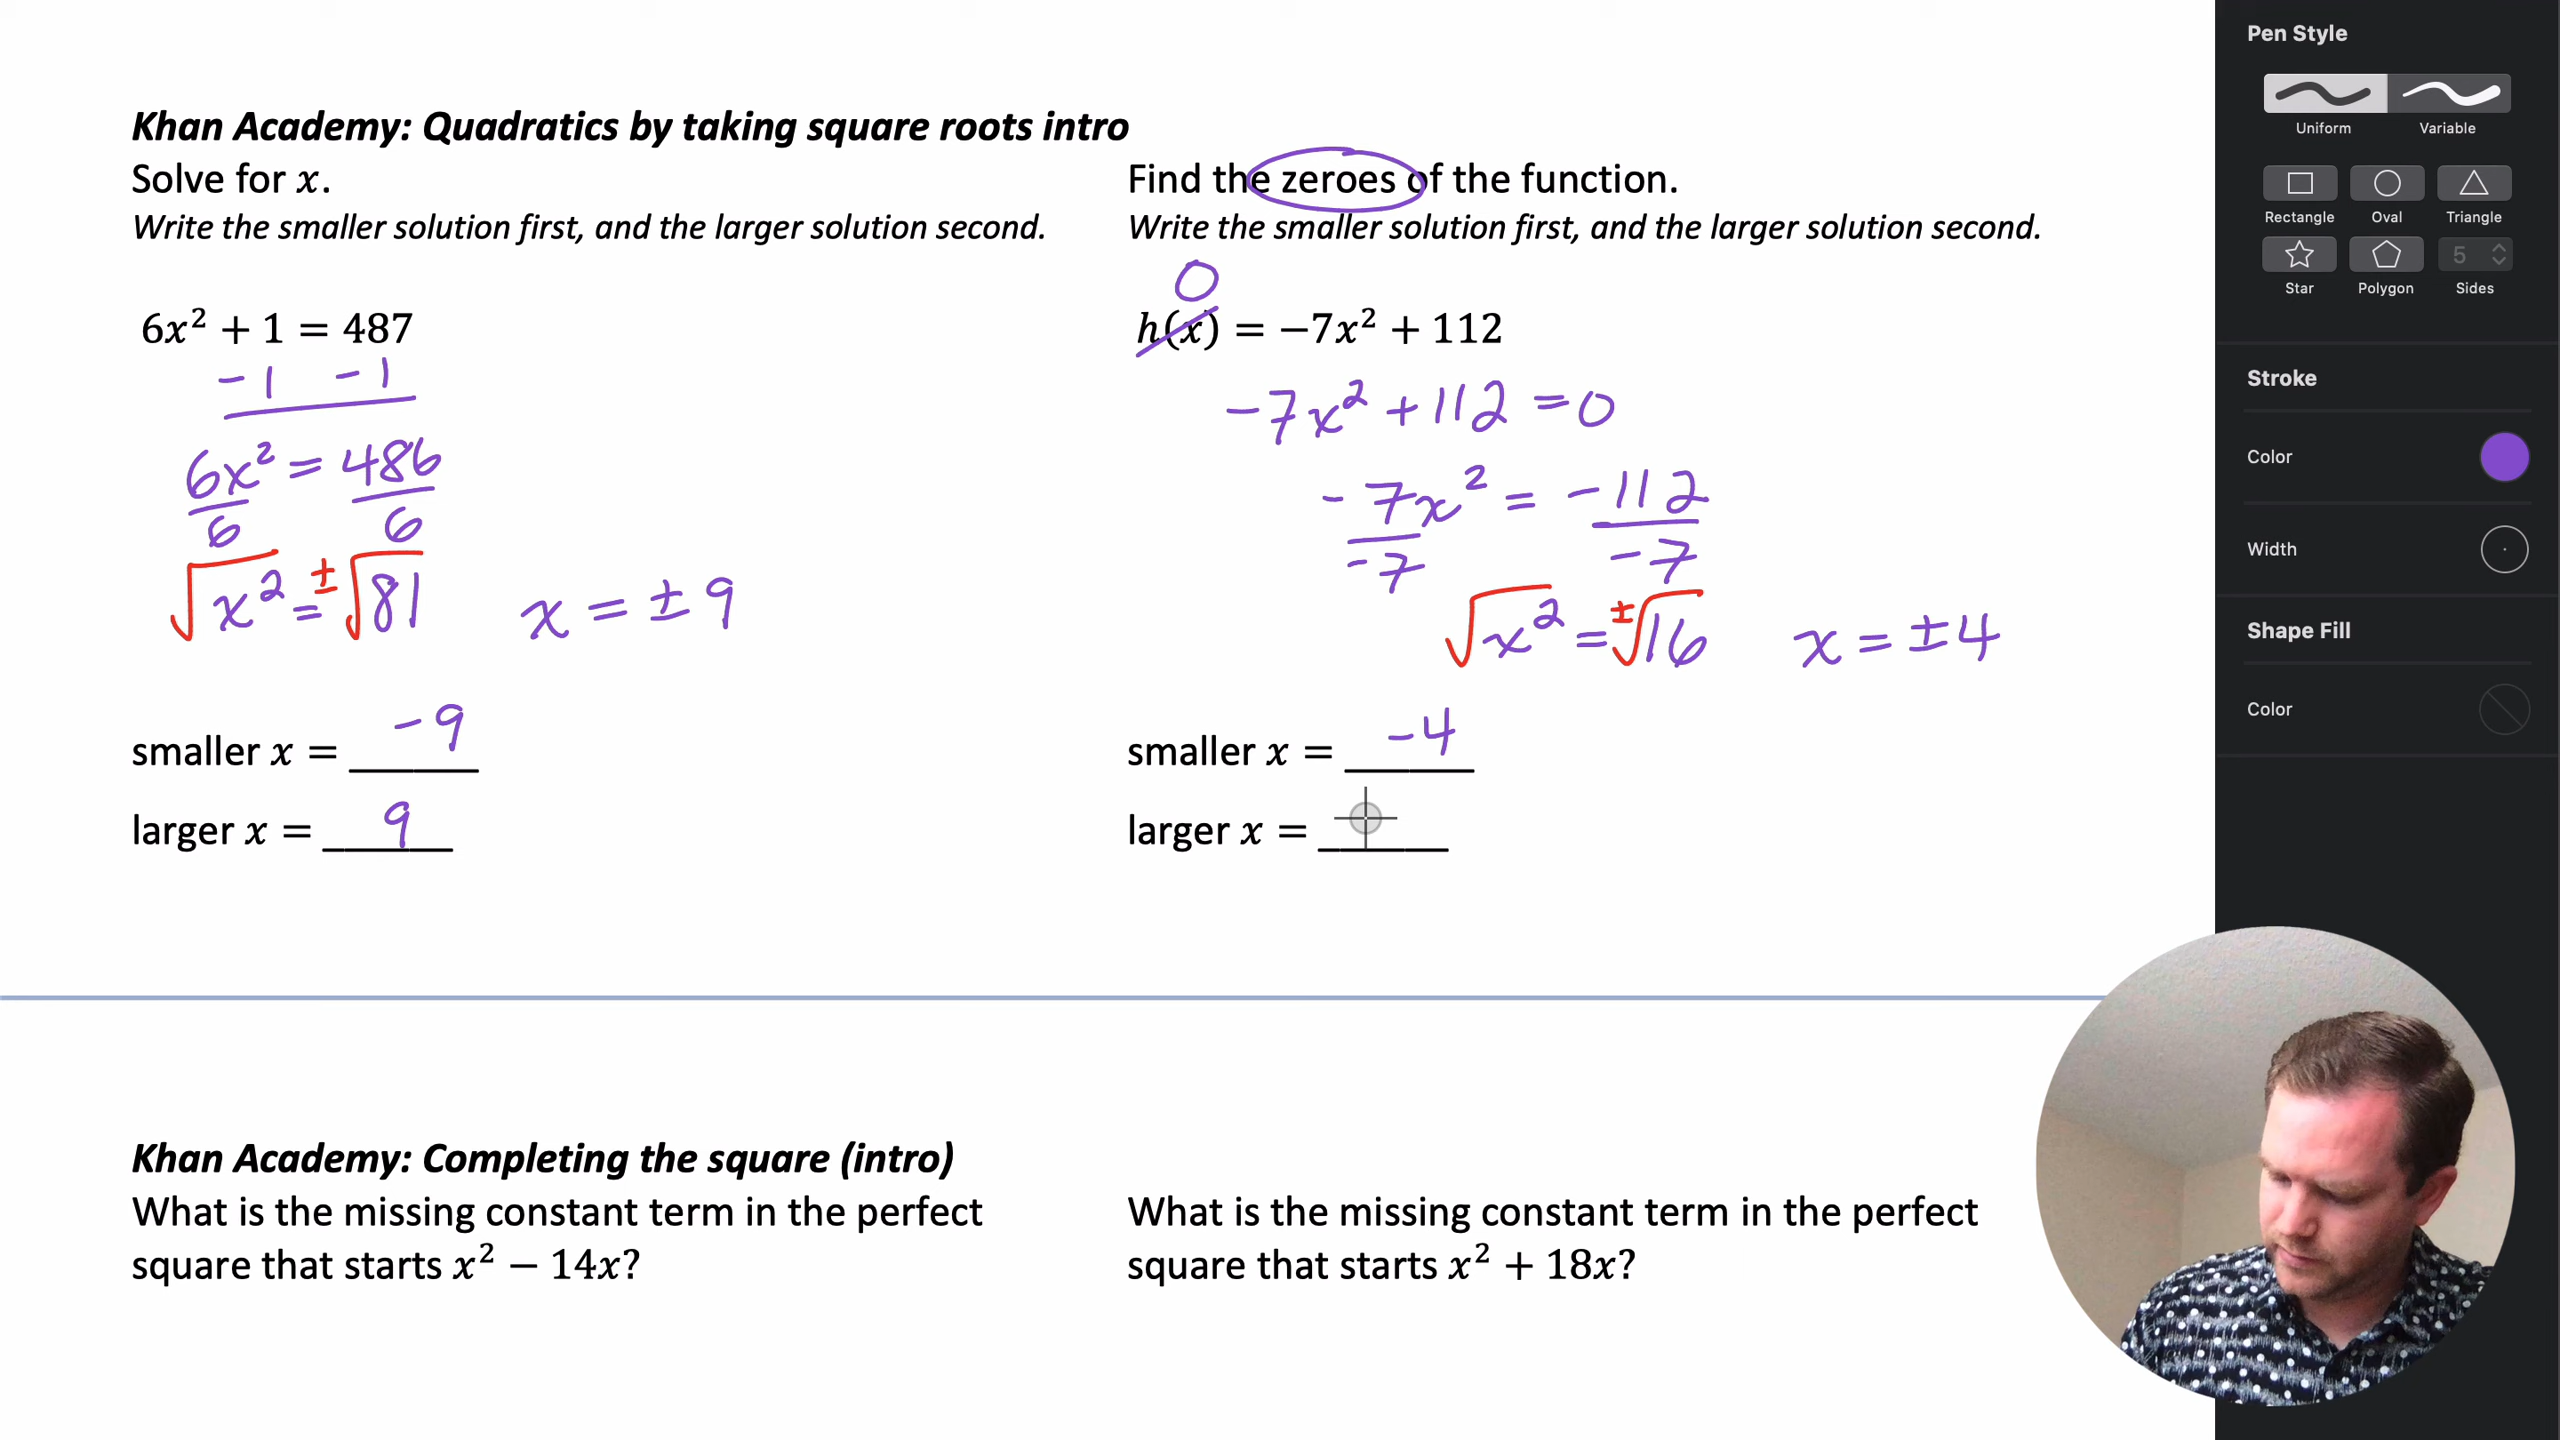 Khan Academy: Quadratics by taking square roots intro
Solve for x.
Write the smaller solution first, and the larger solution second.
6x² + 1 = 487
-1 -1
6x² = 486
6 6
√x² = ±√81 x = ±9
smaller x = -9
larger x = 9
Find the zeroes of the function.
Write the smaller solution first, and the larger solution second.
0
h(x) = −7x² + 112
-7x² + 112 = 0
-7x² = -112
-7 -7
√x² = ±√16 x = ±4
smaller x = -4
larger x = ______
Khan Academy: Completing the square (intro)
What is the missing constant term in the perfect
square that starts x² − 14x?
What is the missing constant term in the perfect
square that starts x² + 18x?
Pen Style
Uniform Variable
Rectangle Oval Triangle
5
Star Polygon Sides
Stroke
Color
Width
Shape Fill
Color